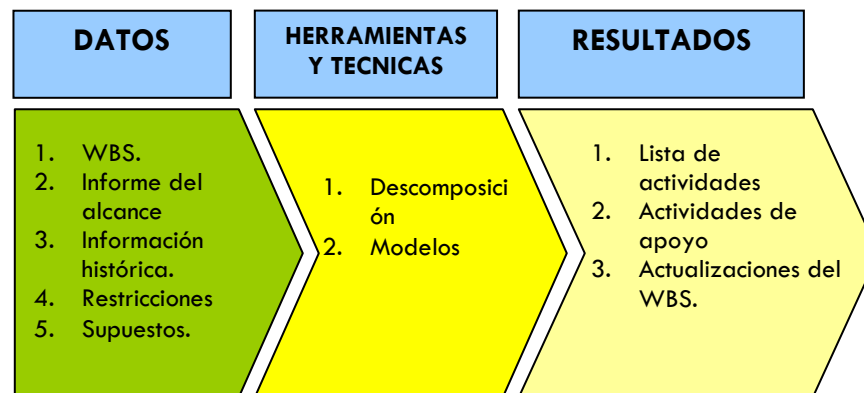 DATOS
1. WBS.
2. Informe del
alcance
3. Información
histórica.
4. Restricciones
5. Supuestos.
HERRAMIENTAS
Y TECNICAS
1. Descomposici
ón
2. Modelos
RESULTADOS
1. Lista de
actividades
2. Actividades de
apoyo
3. Actualizaciones del
WBS.